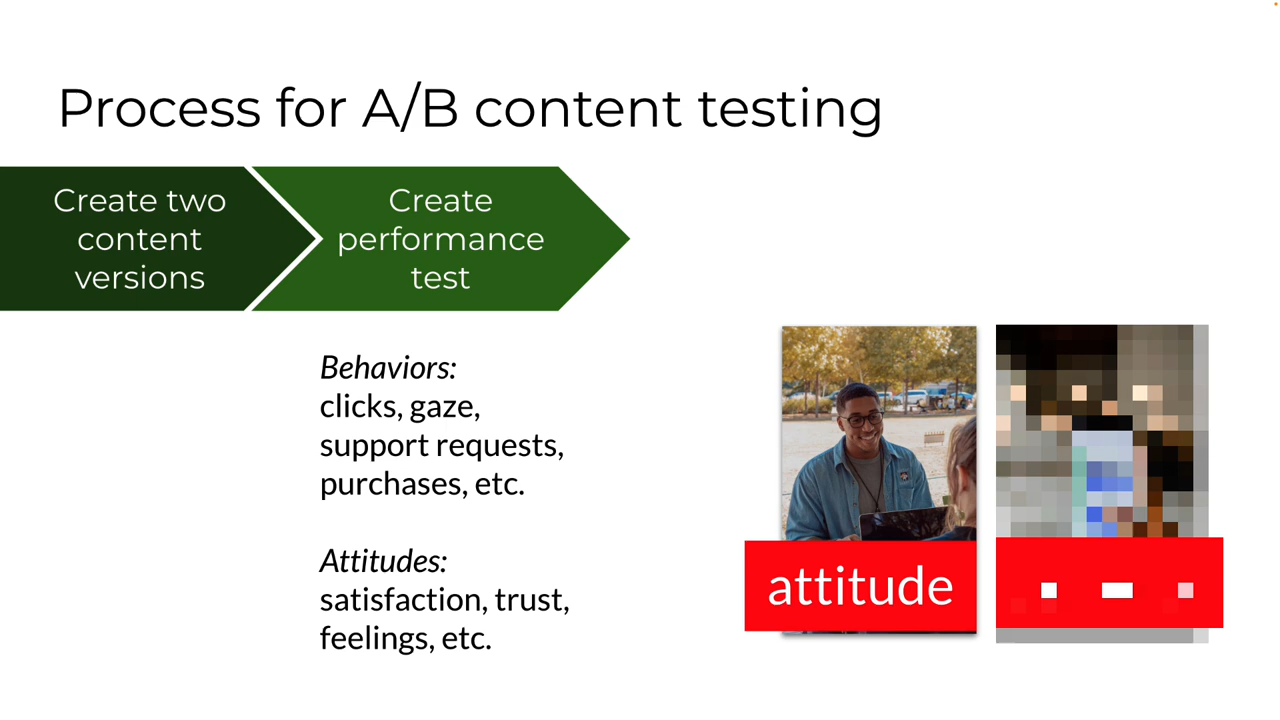 Process for A/B content testing
Create two
content
versions
Create
performance
test
Behaviors:
clicks, gaze,
support requests,
purchases, etc.
Attitudes:
satisfaction, trust,
feelings, etc.
attitude